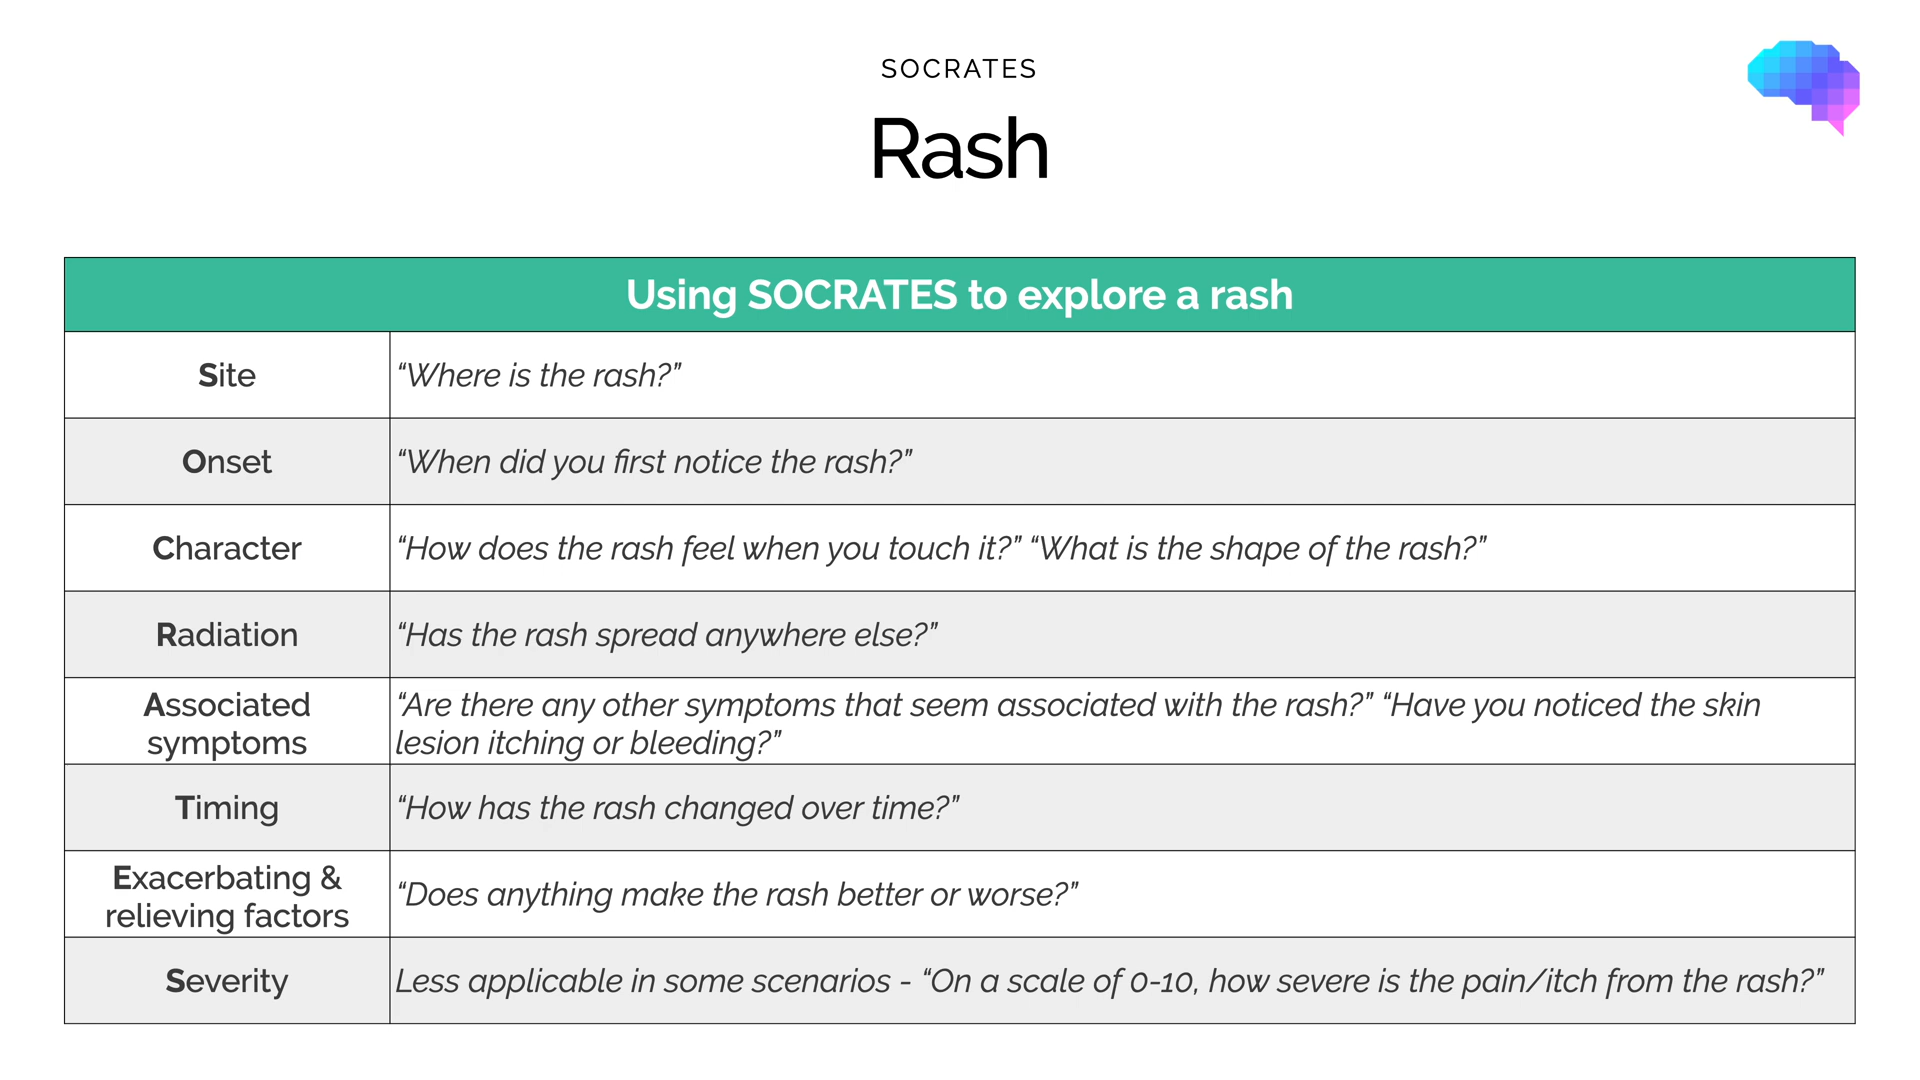 SOCRATES
Rash
Using SOCRATES to explore a rash
Site
“Where is the rash?”
Onset
“When did you first notice the rash?”
Character
“How does the rash feel when you touch it?” “What is the shape of the rash?”
Radiation
“Has the rash spread anywhere else?”
Associated
symptoms
“Are there any other symptoms that seem associated with the rash?” “Have you noticed the skin
lesion itching or bleeding?”
Timing
“How has the rash changed over time?”
Exacerbating &
relieving factors
“Does anything make the rash better or worse?”
Severity
Less applicable in some scenarios - “On a scale of 0-10, how severe is the pain/itch from the rash?”